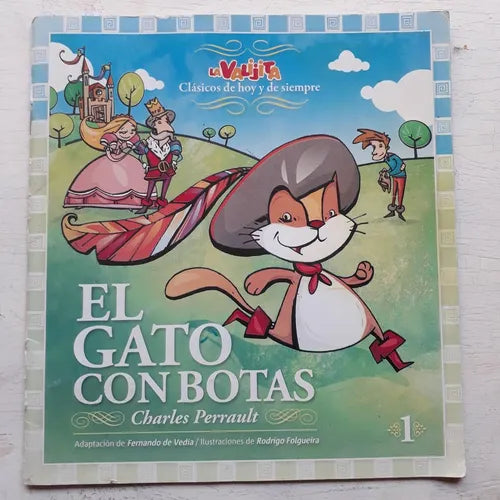 LA VALIJITA
Clásicos de hoy y de siempre
EL
GATO
CON BOTAS
Charles Perrault
Adaptación de Fernando de Vedia / Ilustraciones de Rodrigo Folgueira
1